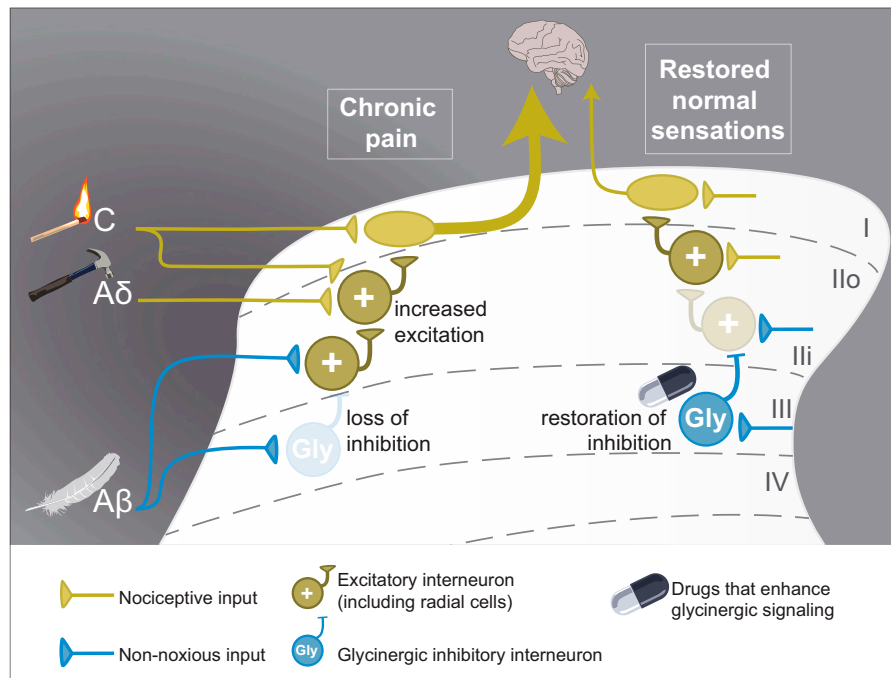 Chronic
pain
Restored
normal
sensations
C
Aδ
Aβ
+
increased
excitation
+
Gly
loss of
inhibition
+
+
restoration of
inhibition
Gly
I
IIo
IIi
III
IV
Nociceptive input
Non-noxious input
+
Excitatory interneuron
(including radial cells)
Gly
Glycinergic inhibitory interneuron
Drugs that enhance
glycinergic signaling